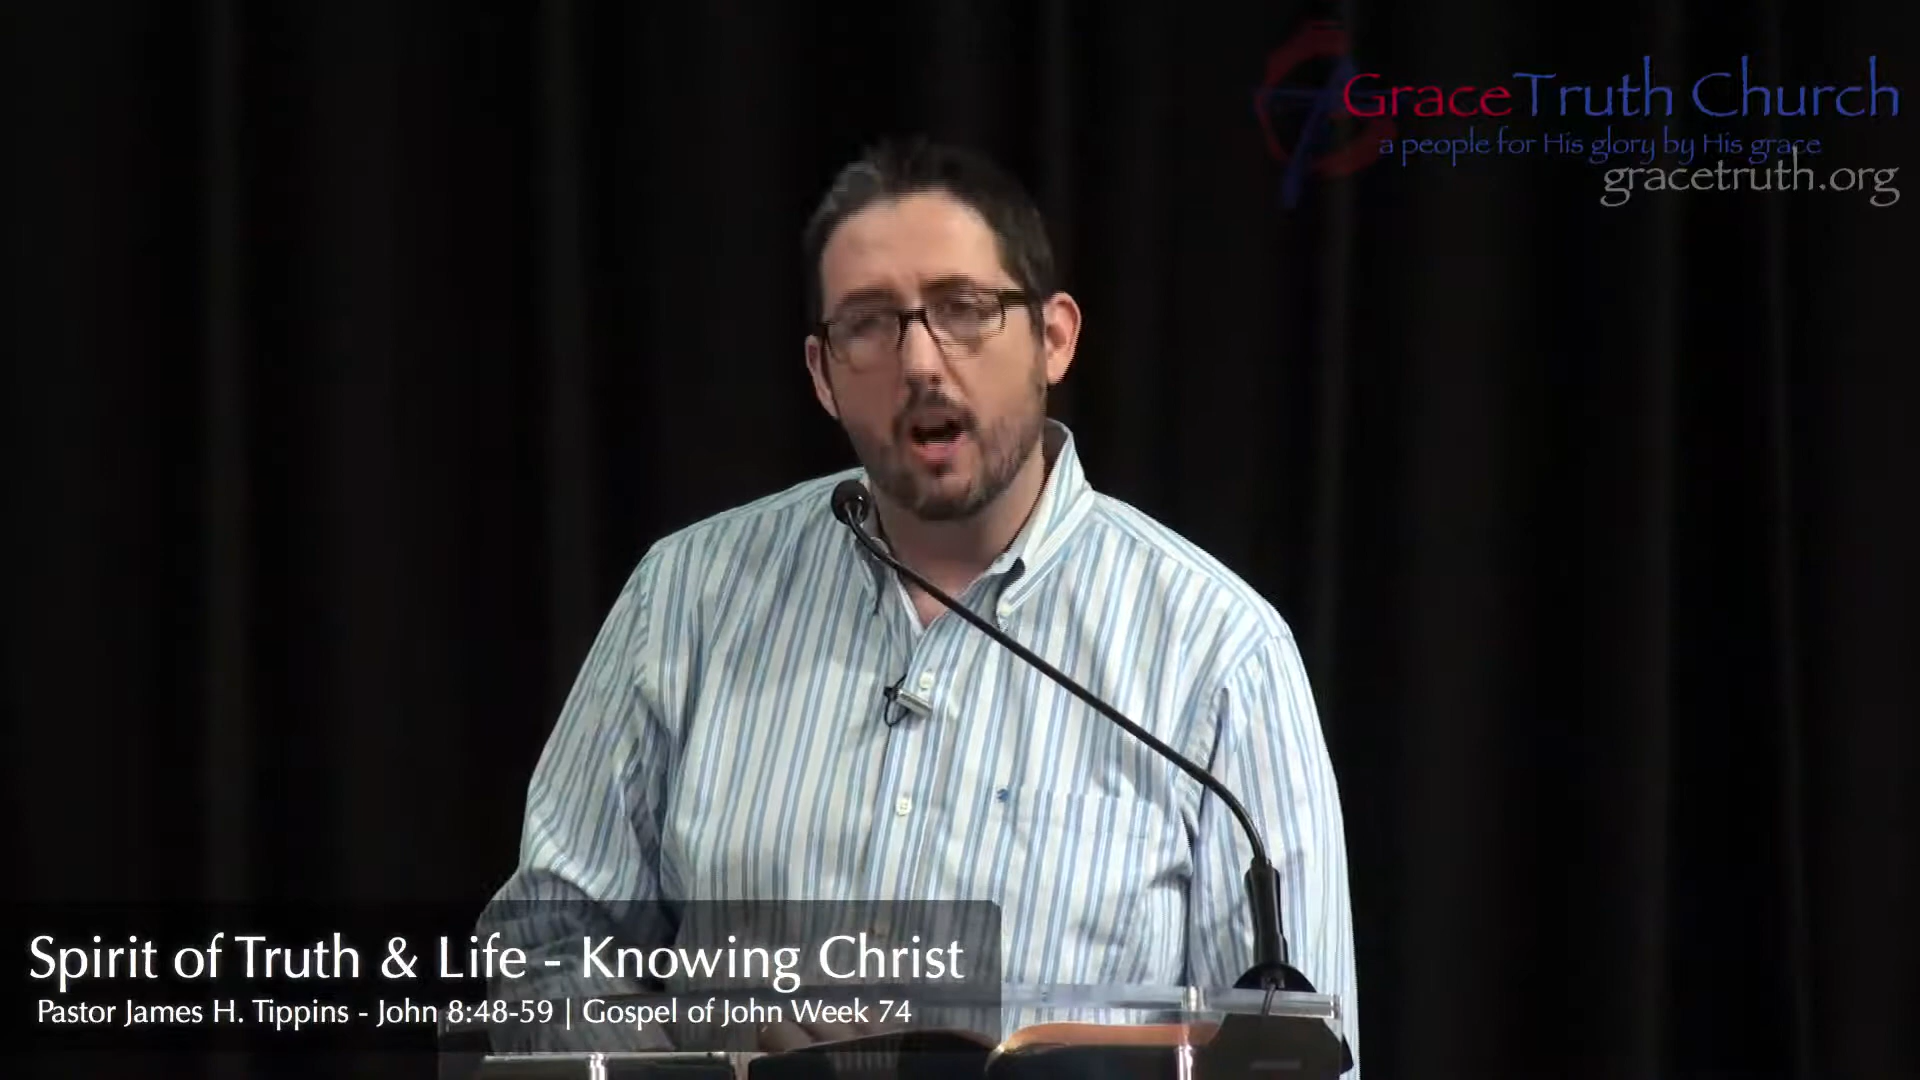 GraceTruth Church
a people for His glory by His grace
gracetruth.org
Spirit of Truth & Life - Knowing Christ
Pastor James H. Tippins - John 8:48-59 | Gospel of John Week 74